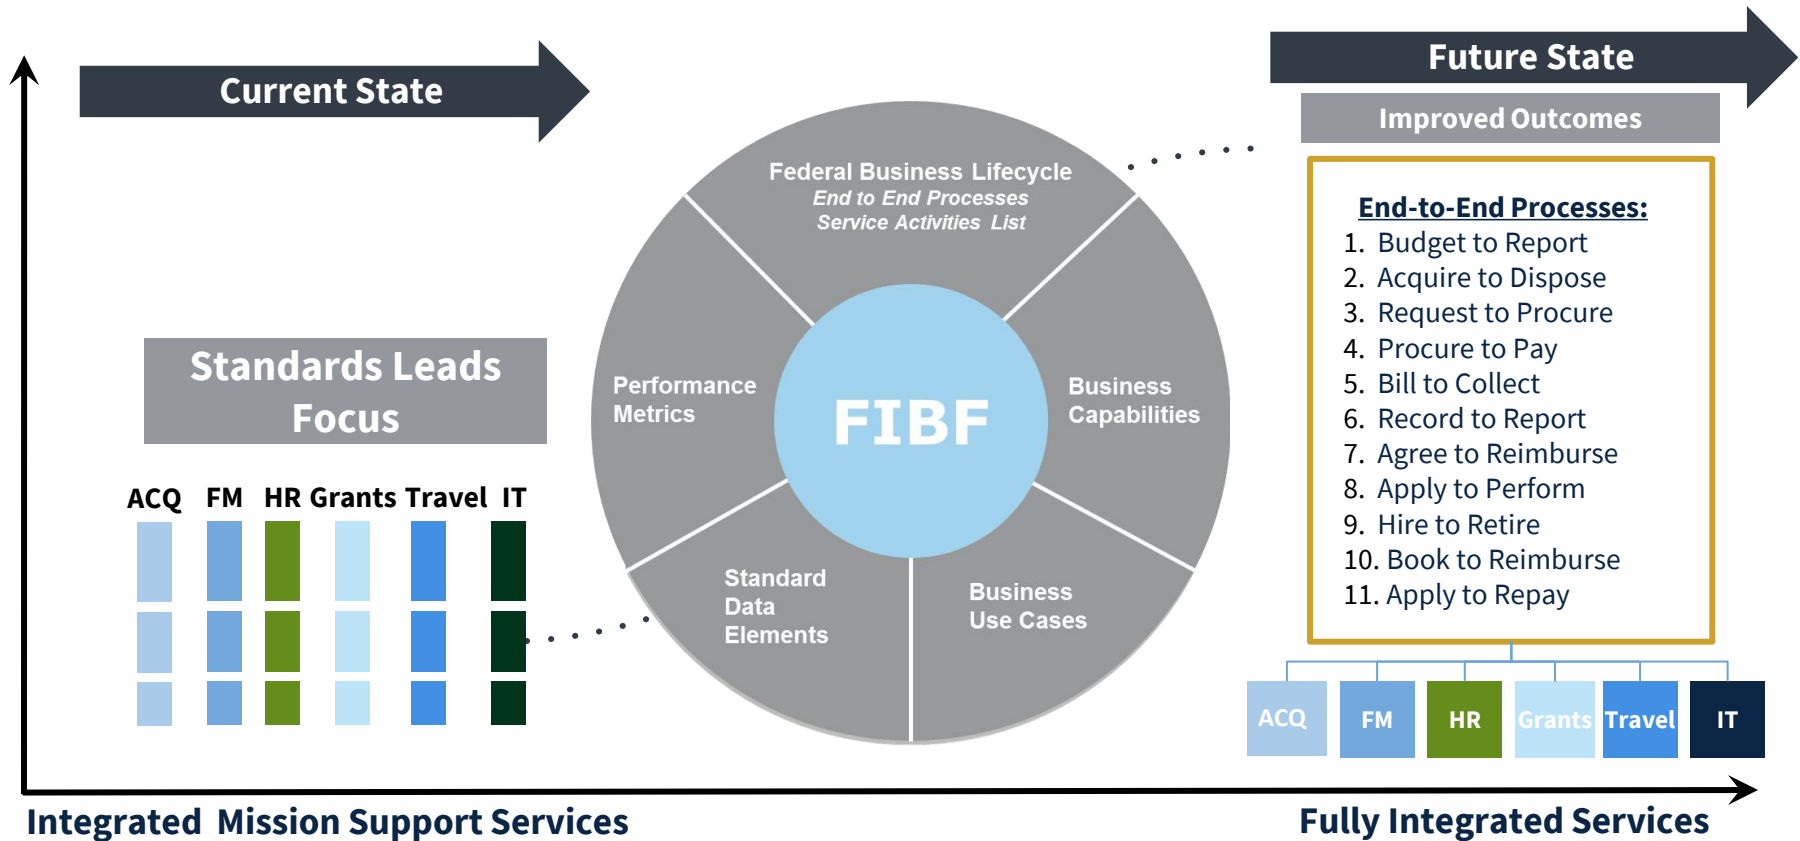 Current State
Future State
Improved Outcomes
Standards Leads
Focus
ACQ FM HR Grants Travel IT
Federal Business Lifecycle
End to End Processes
Service Activities List
Performance
Metrics
Business
Capabilities
FIBF
Standard
Data
Elements
Business
Use Cases
End-to-End Processes:
1. Budget to Report
2. Acquire to Dispose
3. Request to Procure
4. Procure to Pay
5. Bill to Collect
6. Record to Report
7. Agree to Reimburse
8. Apply to Perform
9. Hire to Retire
10. Book to Reimburse
11. Apply to Repay
ACQ FM HR Grants Travel IT
Integrated Mission Support Services
Fully Integrated Services